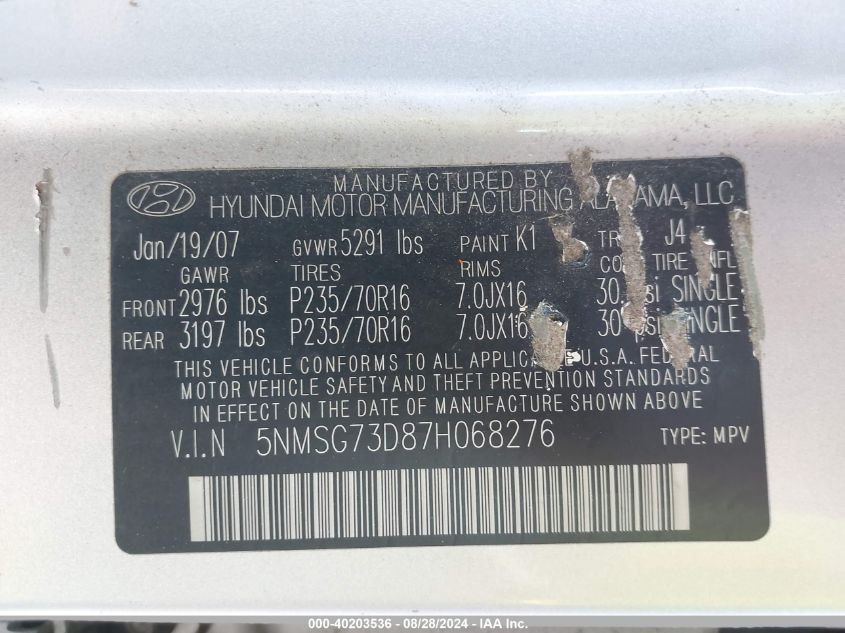 MANUFACTURED BY
HYUNDAI MOTOR MANUFACTURING LLC
Jan/19/07 GVWR 5291 lbs PAINT K1 J4
GAWR TIRES RIMS TIRE
FRONT 2976 lbs P235/70R16 7.0JX16 SINGLE
REAR 3197 lbs P235/70R16 7.0JX16
THIS VEHICLE CONFORMS TO ALL U.S.A. FEDERAL
MOTOR VEHICLE SAFETY AND THEFT PREVENTION STANDARDS
IN EFFECT ON THE DATE OF MANUFACTURE SHOWN ABOVE
V.I.N 5NMSG73D87H068276 TYPE: MPV
000-40203536 - 08/28/2024 - IAA Inc.